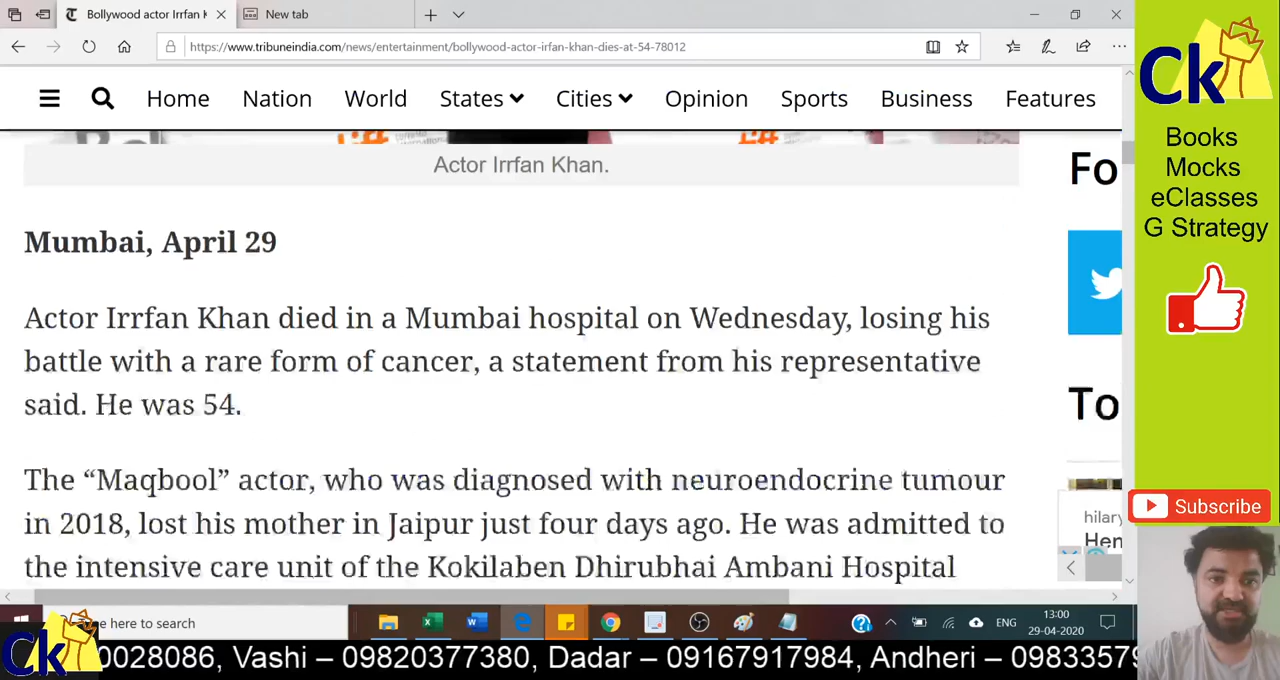 Bollywood actor Irrfan K
New tab
https://www.tribuneindia.com/news/entertainment/bollywood-actor-irfan-khan-dies-at-54-78012
Home Nation World States Cities Opinion Sports Business Features
Actor Irrfan Khan.
Mumbai, April 29
Actor Irrfan Khan died in a Mumbai hospital on Wednesday, losing his
battle with a rare form of cancer, a statement from his representative
said. He was 54.
The “Maqbool” actor, who was diagnosed with neuroendocrine tumour
in 2018, lost his mother in Jaipur just four days ago. He was admitted to
the intensive care unit of the Kokilaben Dhirubhai Ambani Hospital
Fo
To
hilary
Hen
Ck
Books
Mocks
eClasses
G Strategy
Subscribe
here to search
ENG
13:00
29-04-2020
Ck
0028086, Vashi – 09820377380, Dadar – 09167917984, Andheri – 0983357